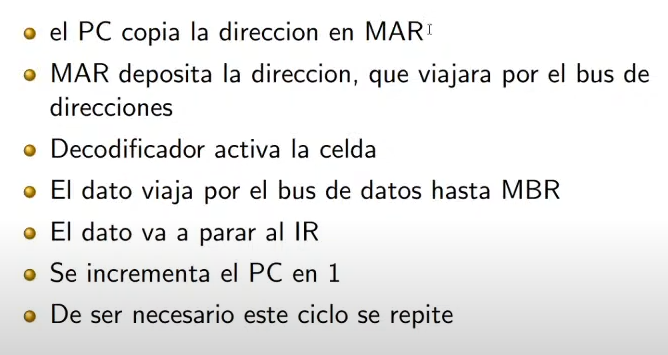 el PC copia la direccion en MAR
MAR deposita la direccion, que viajara por el bus de
direcciones
Decodificador activa la celda
El dato viaja por el bus de datos hasta MBR
El dato va a parar al IR
Se incrementa el PC en 1
De ser necesario este ciclo se repite